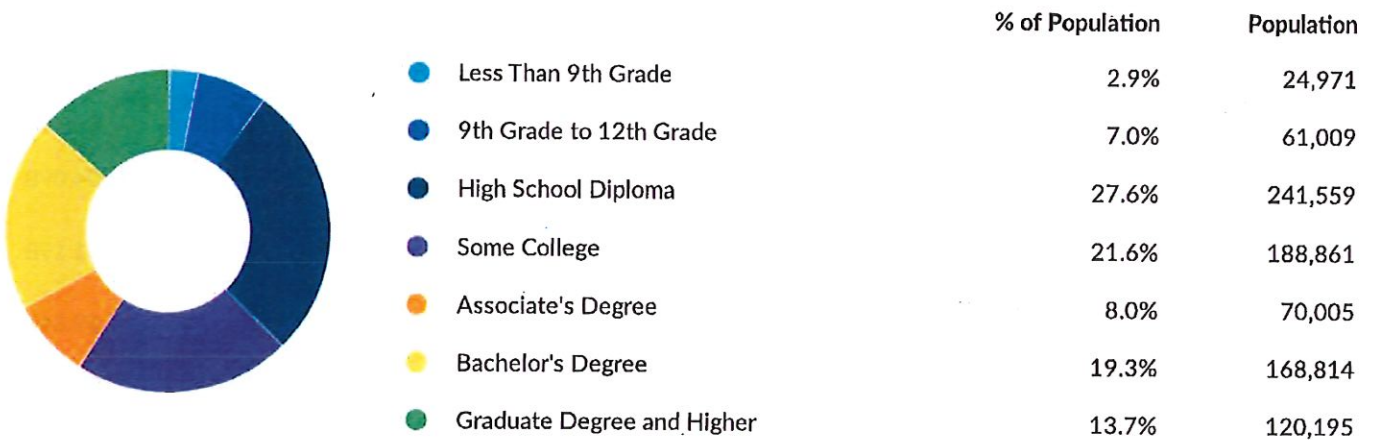 % of Population Population
Less Than 9th Grade 2.9% 24,971
9th Grade to 12th Grade 7.0% 61,009
High School Diploma 27.6% 241,559
Some College 21.6% 188,861
Associate's Degree 8.0% 70,005
Bachelor's Degree 19.3% 168,814
Graduate Degree and Higher 13.7% 120,195